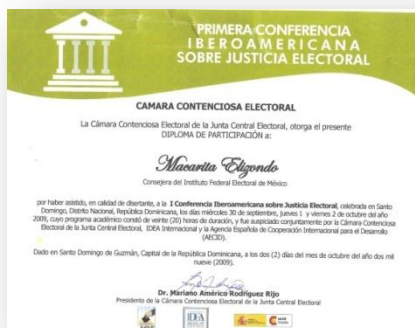 PRIMERA CONFERENCIA
IBEROAMERICANA
SOBRE JUSTICIA ELECTORAL
CAMARA CONTENCIOSA ELECTORAL
La Cámara Contenciosa Electoral de la Junta Central Electoral, otorga el presente
DIPLOMA DE PARTICIPACIÓN a:
Macarita Elizondo
Consejera del Instituto Federal Electoral de México
por haber asistido, en calidad de disertante, a la I Conferencia Iberoamericana sobre Justicia Electoral, celebrada en Santo
Domingo, Distrito Nacional, República Dominicana, los días miércoles 30 de septiembre, jueves 1 y viernes 2 de octubre del año
2009, cuyo programa académico constó de veinte (20) horas de duración, y fue auspiciado conjuntamente por la Cámara Contenciosa
Electoral de la Junta Central Electoral, IDEA Internacional y la Agencia Española de Cooperación Internacional para el Desarrollo
(AECID).
Dado en Santo Domingo de Guzmán, Capital de la República Dominicana, a los dos (2) días del mes de octubre del año dos mil
nueve (2009).
Dr. Mariano Américo Rodríguez Rijo
Presidente de la Cámara Contenciosa Electoral de la Junta Central Electoral
IDEA